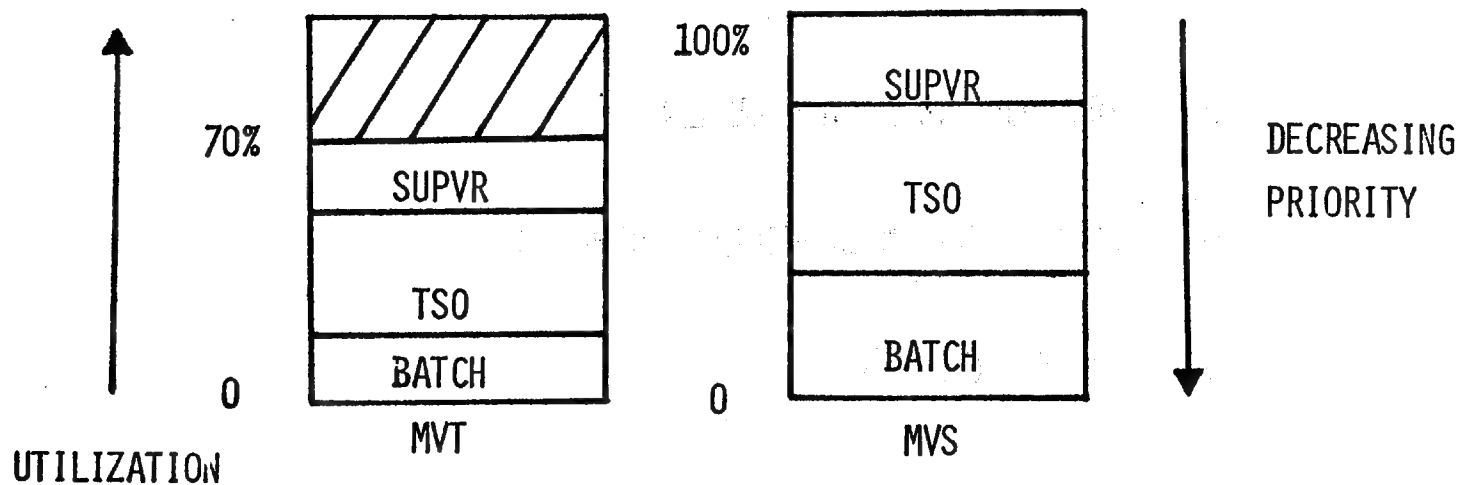 100%
SUPVR
70%
DECREASING
PRIORITY
SUPVR
TSO
TSO
BATCH
BATCH
0
0
MVT
MVS
UTILIZATION